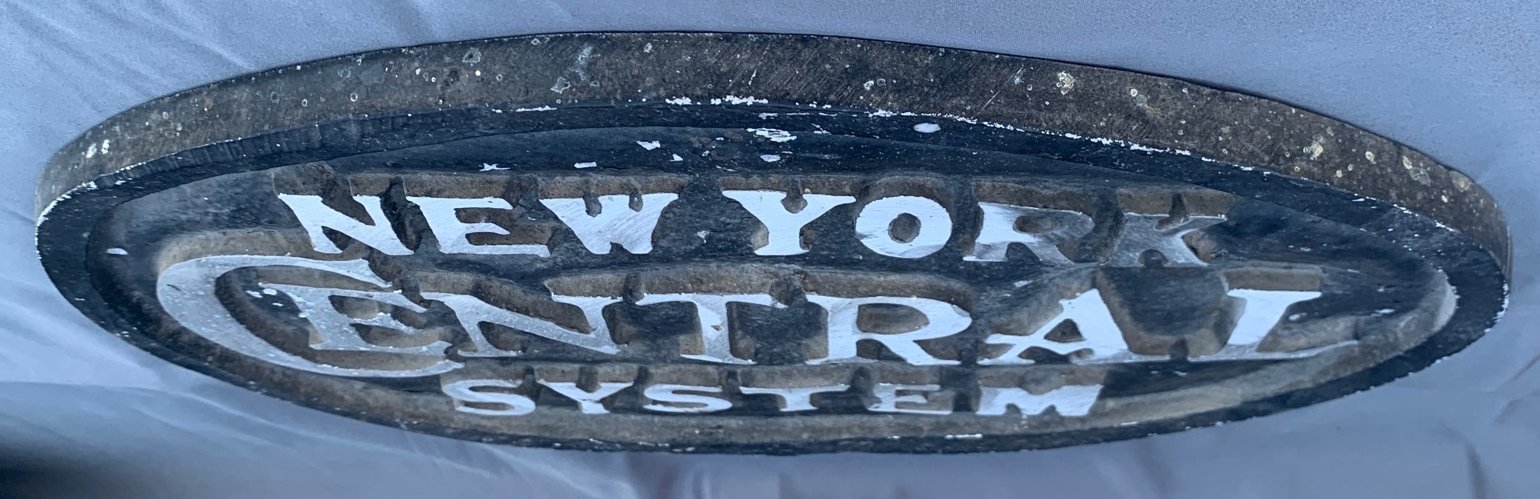 NEW YORK
CENTRAL
SYSTEM